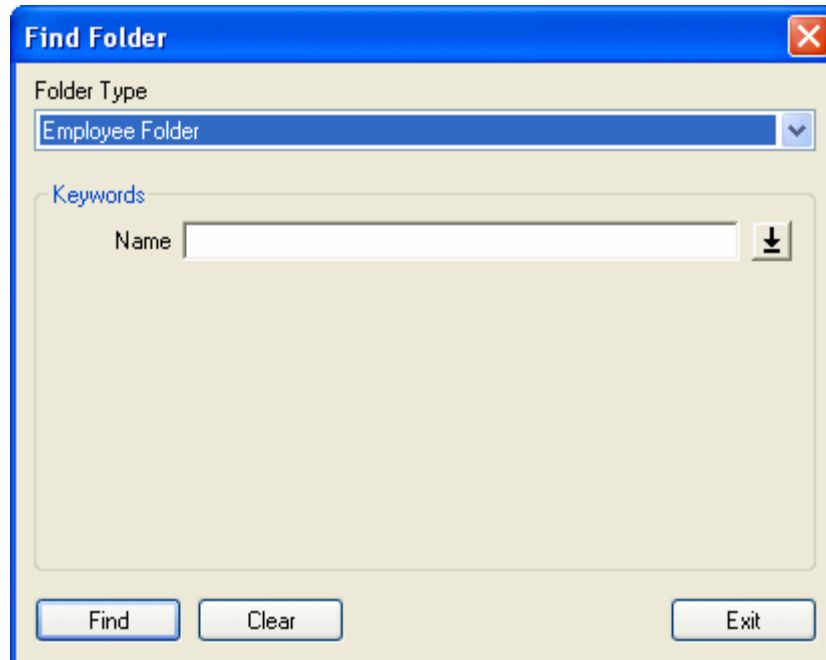 Find Folder
Folder Type
Employee Folder
Keywords
Name
Find Clear Exit